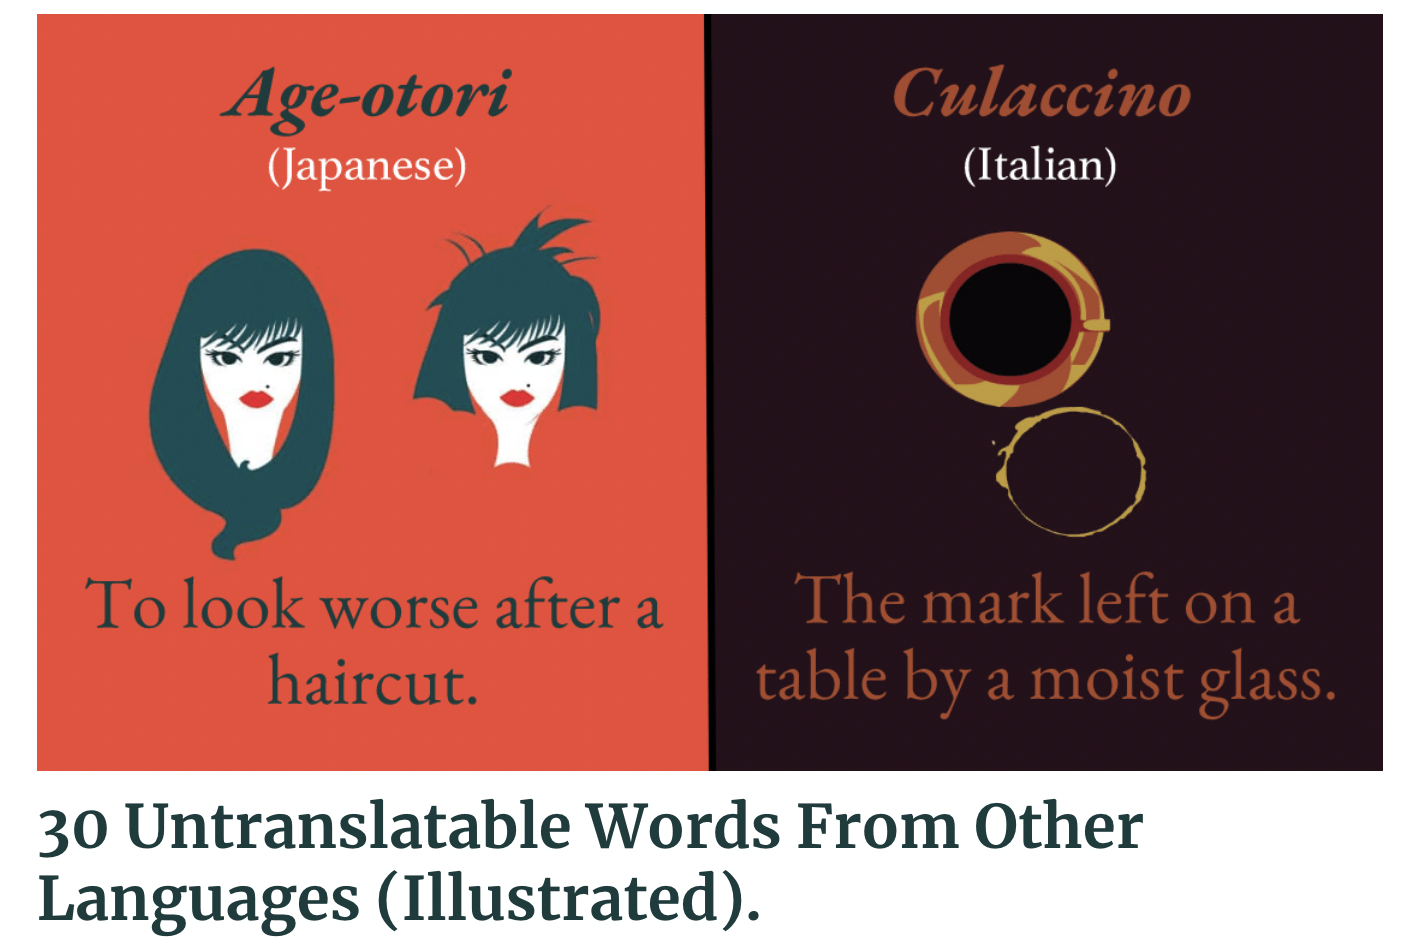 Age-otori
(Japanese)
To look worse after a
haircut.
Culaccino
(Italian)
The mark left on a
table by a moist glass.
30 Untranslatable Words From Other
Languages (Illustrated).